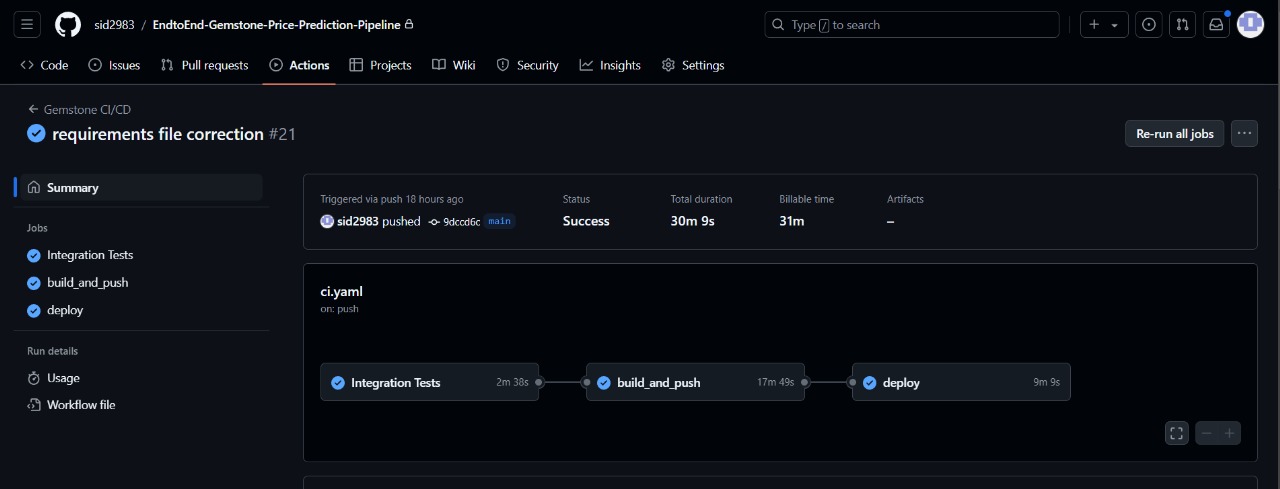 sid2983 / EndtoEnd-Gemstone-Price-Prediction-Pipeline
Type / to search
Code Issues Pull requests Actions Projects Wiki Security Insights Settings
Gemstone CI/CD
requirements file correction #21
Re-run all jobs
Summary
Jobs
Integration Tests
build_and_push
deploy
Run details
Usage
Workflow file
Triggered via push 18 hours ago
sid2983 pushed 9dccd6c main
Status
Success
Total duration
30m 9s
Billable time
31m
Artifacts
–
ci.yaml
on: push
Integration Tests 2m 38s
build_and_push 17m 49s
deploy 9m 9s